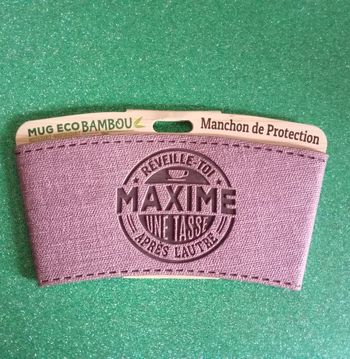 MUG ECO BAMBOU
Manchon de Protection
RÉVEILLE-TOI
MAXIME
UNE TASSE
APRÈS L'AUTRE